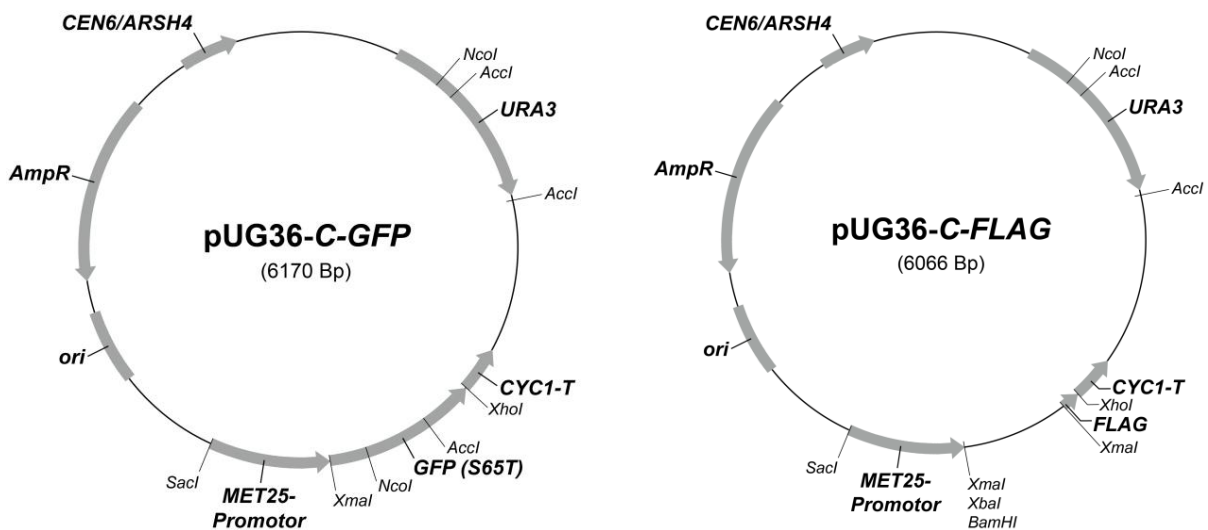 CEN6/ARSH4
NcoI
AccI
URA3
AmpR
AccI
pUG36-C-GFP
(6170 Bp)
ori
CYC1-T
XhoI
AccI
GFP (S65T)
SacI
NcoI
XmaI
MET25-
Promotor
CEN6/ARSH4
NcoI
AccI
URA3
AmpR
AccI
pUG36-C-FLAG
(6066 Bp)
ori
CYC1-T
XhoI
FLAG
XmaI
SacI
MET25-
Promotor
XmaI
XbaI
BamHI